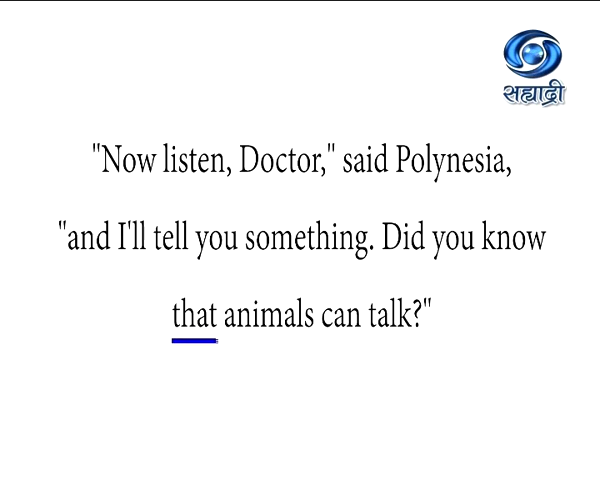 सह्याद्री
"Now listen, Doctor," said Polynesia,
"and I'll tell you something. Did you know
that animals can talk?"